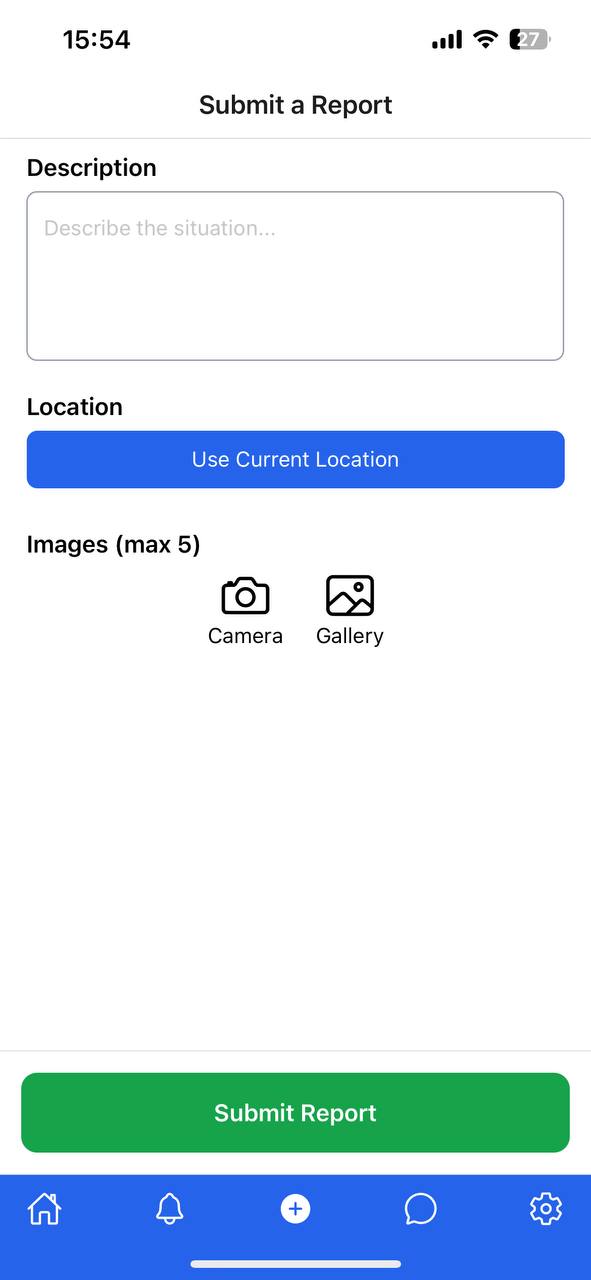 15:54
27
Submit a Report
Description
Describe the situation...
Location
Use Current Location
Images (max 5)
Camera Gallery
Submit Report